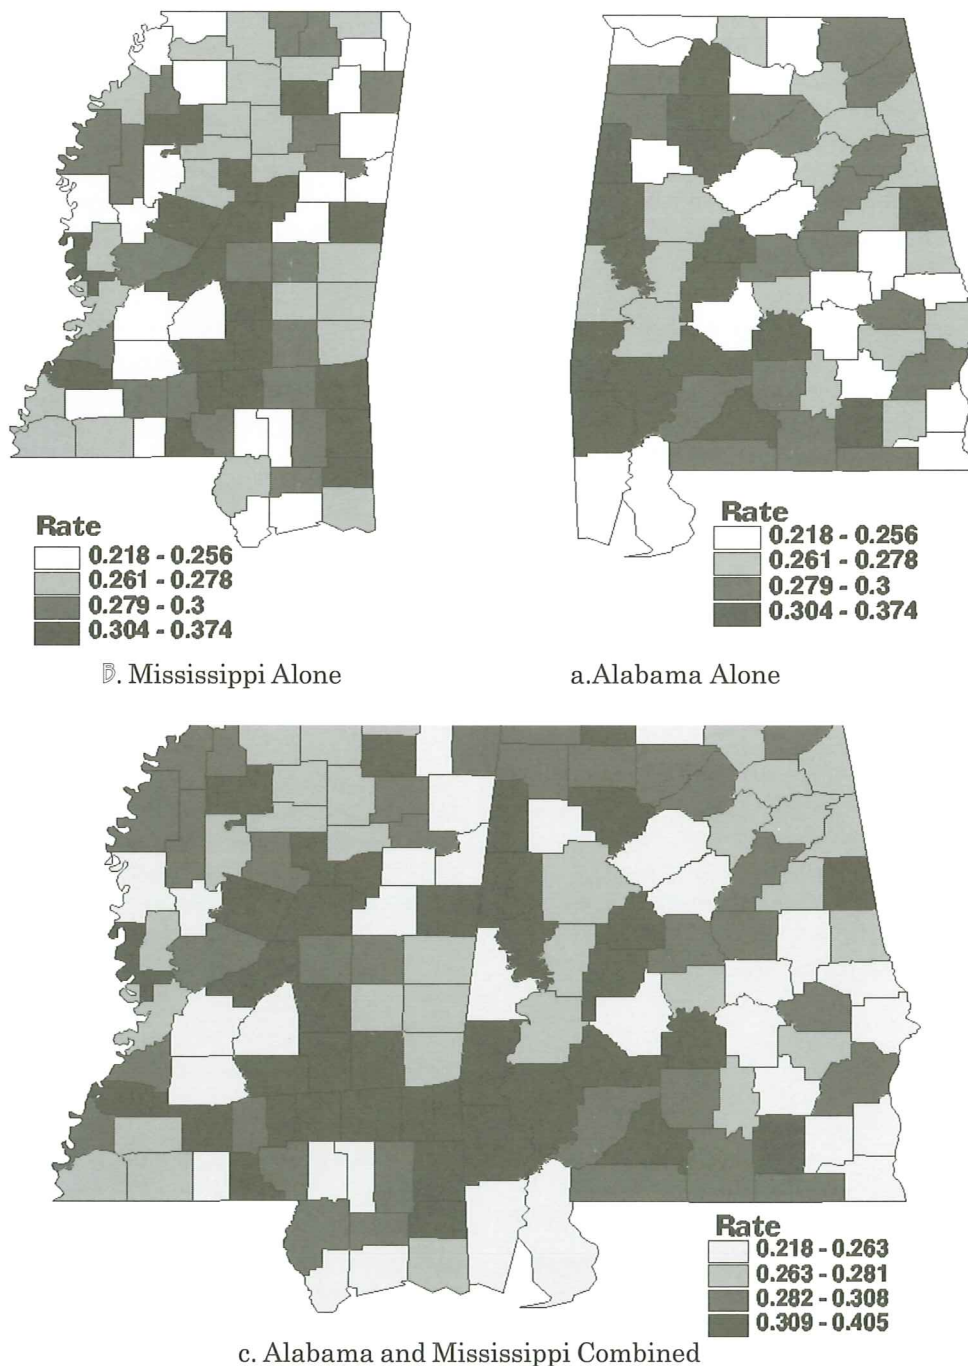 Rate
0.218 - 0.256
0.261 - 0.278
0.279 - 0.3
0.304 - 0.374
B. Mississippi Alone
Rate
0.218 - 0.256
0.261 - 0.278
0.279 - 0.3
0.304 - 0.374
a.Alabama Alone
Rate
0.218 - 0.263
0.263 - 0.281
0.282 - 0.308
0.309 - 0.405
c. Alabama and Mississippi Combined